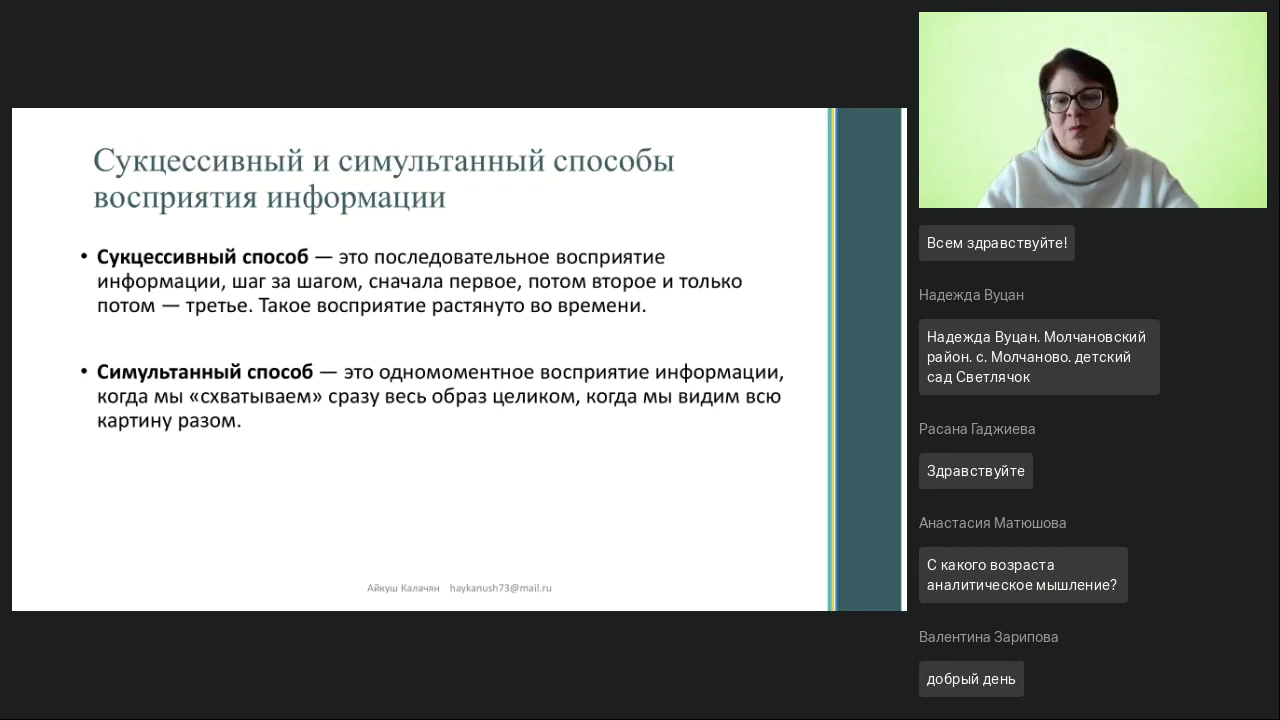 Сукцессивный и симультанный способы
восприятия информации
• Сукцессивный способ — это последовательное восприятие
информации, шаг за шагом, сначала первое, потом второе и только
потом — третье. Такое восприятие растянуто во времени.
• Симультанный способ — это одномоментное восприятие информации,
когда мы «схватываем» сразу весь образ целиком, когда мы видим всю
картину разом.
Айкуш Калачян haykanush73@mail.ru
Всем здравствуйте!
Надежда Вуцан
Надежда Вуцан. Молчановский
район. с. Молчаново. детский
сад Светлячок
Расана Гаджиева
Здравствуйте
Анастасия Матюшова
С какого возраста
аналитическое мышление?
Валентина Зарипова
добрый день